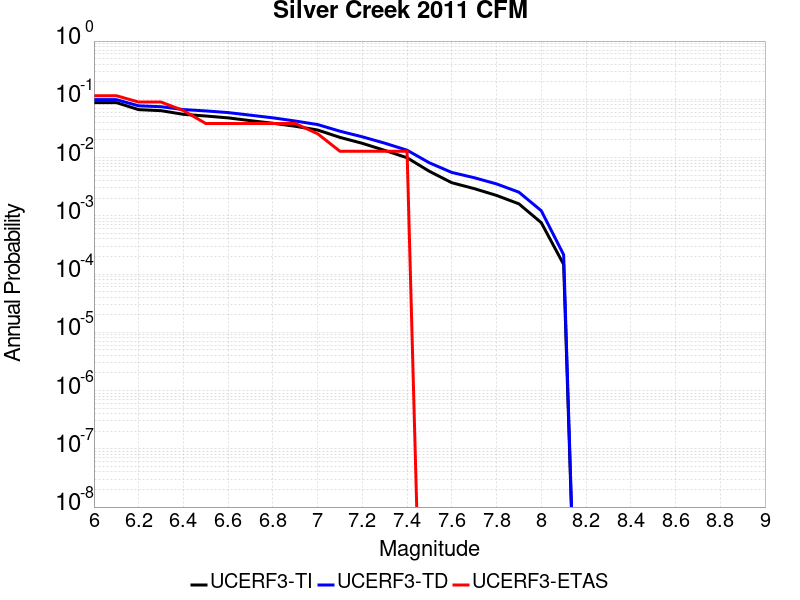 Silver Creek 2011 CFM
10^0
10^-1
10^-2
10^-3
10^-4
10^-5
10^-6
10^-7
10^-8
Annual Probability
6 6.2 6.4 6.6 6.8 7 7.2 7.4 7.6 7.8 8 8.2 8.4 8.6 8.8 9
Magnitude
UCERF3-TI UCERF3-TD UCERF3-ETAS